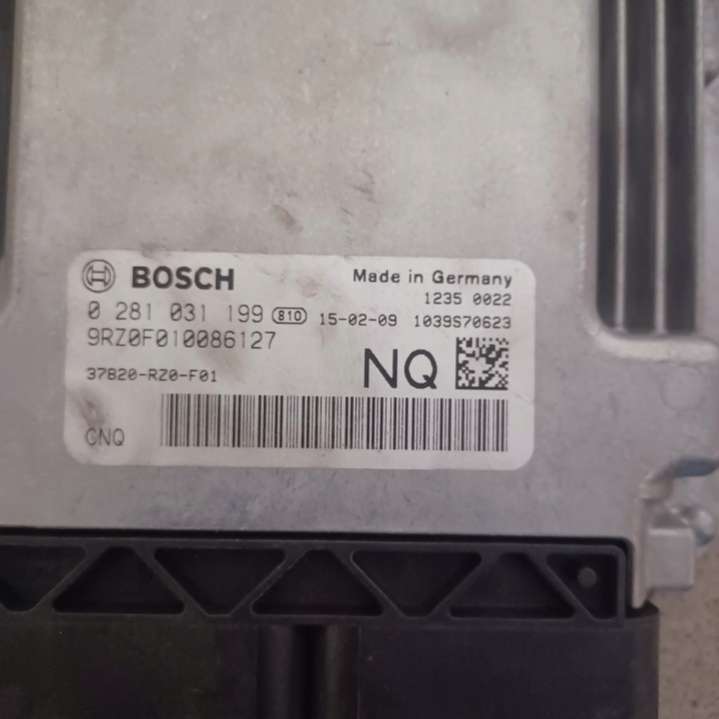 BOSCH Made in Germany
1235 0022
0 281 031 199 810 15-02-09 1039S70623
9RZ0F010086127
37820-RZ0-F01
NQ
CNQ